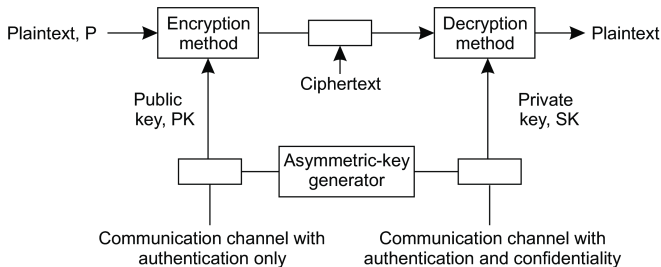 Plaintext, P
Encryption
method
Decryption
method
Plaintext
Ciphertext
Public
key, PK
Private
key, SK
Asymmetric-key
generator
Communication channel with
authentication only
Communication channel with
authentication and confidentiality